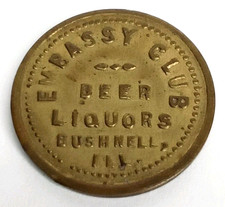 EMBASSY CLUB
BEER
LIQUORS
BUSHNELL,
ILL.